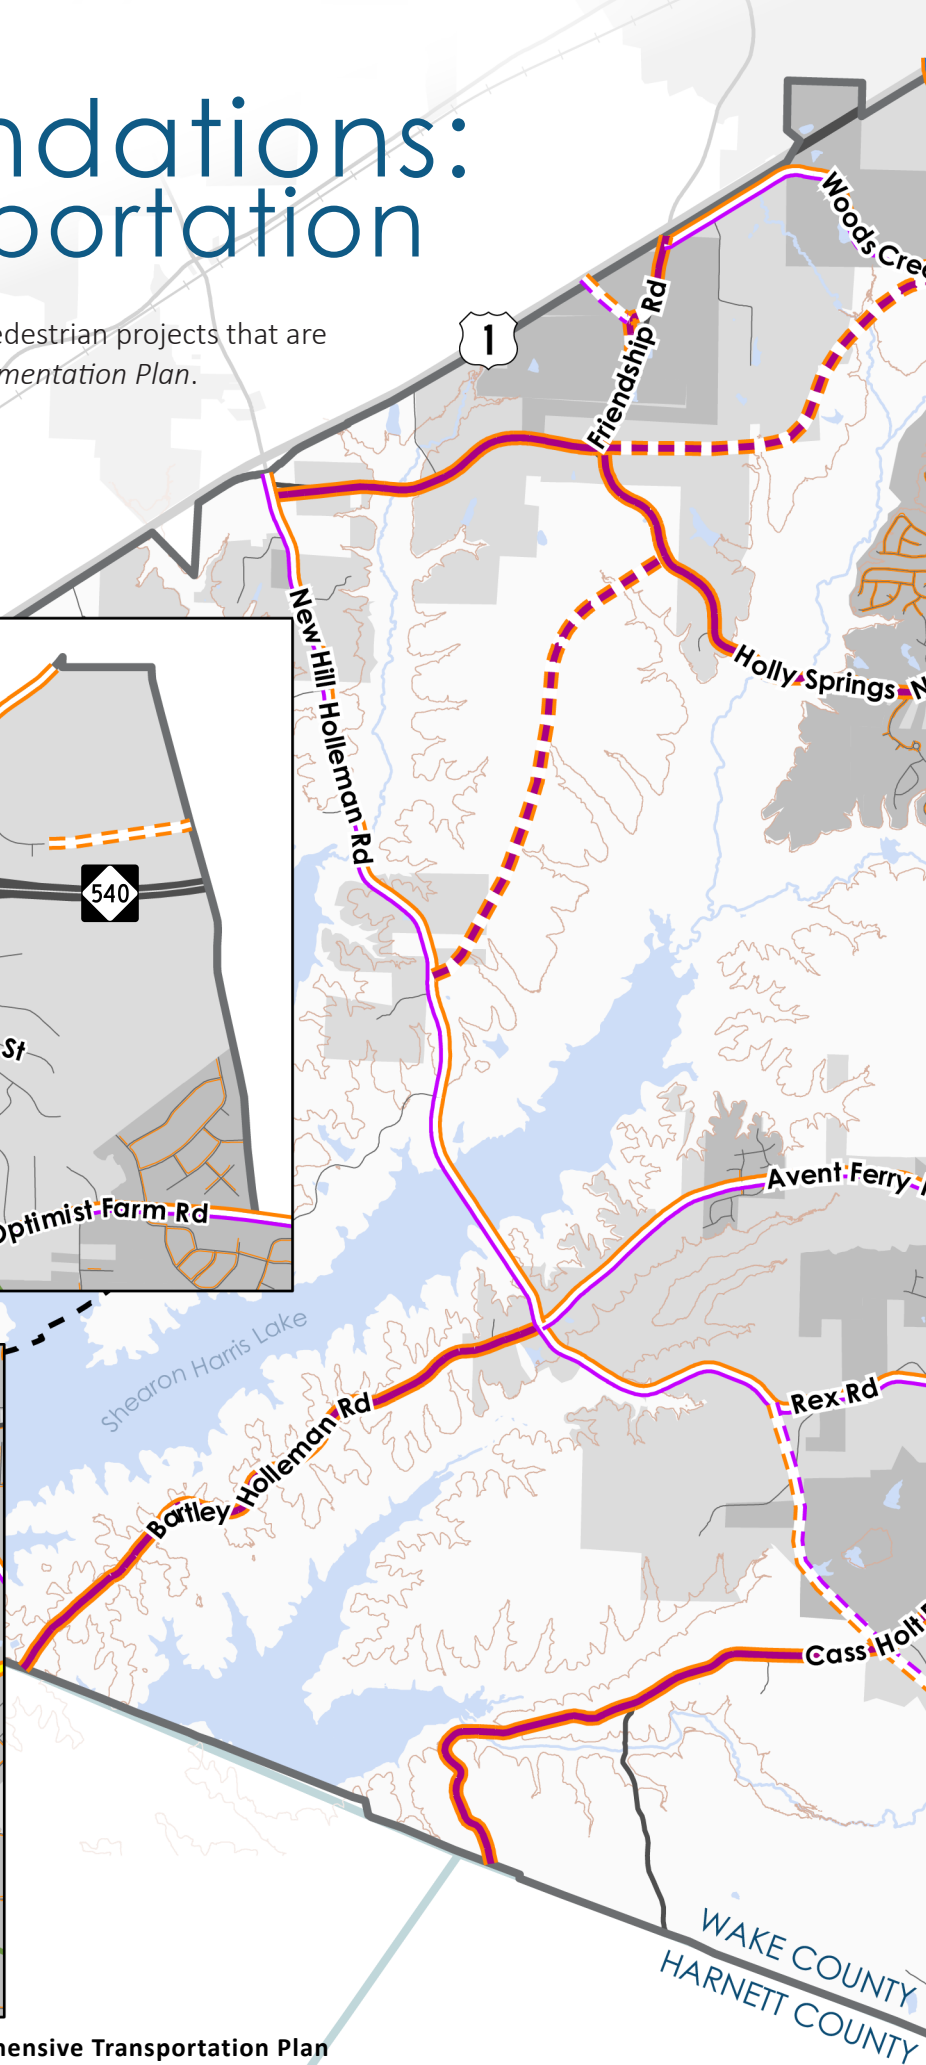 ndations:
portation
edestrian projects that are
mentation Plan.
1
Woods Cree
Friendship Rd
New Hill-Holleman Rd
Holly Springs N
540
St
Optimist Farm Rd
Avent Ferry
Shearon Harris Lake
Rex Rd
Bartley Holleman Rd
Cass Holt
WAKE COUNTY
HARNETT COUNTY
hensive Transportation Plan